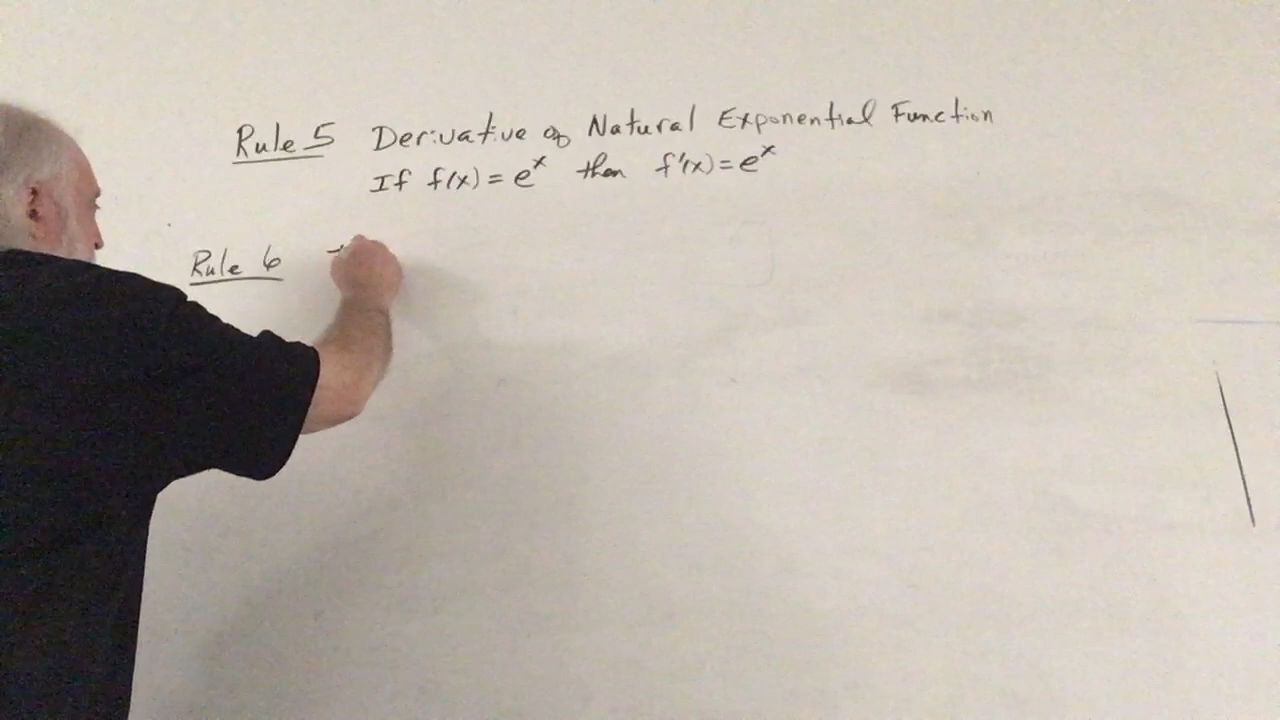 Rule 5 Derivative of Natural Exponential Function
If f(x) = e^x then f'(x) = e^x
Rule 6